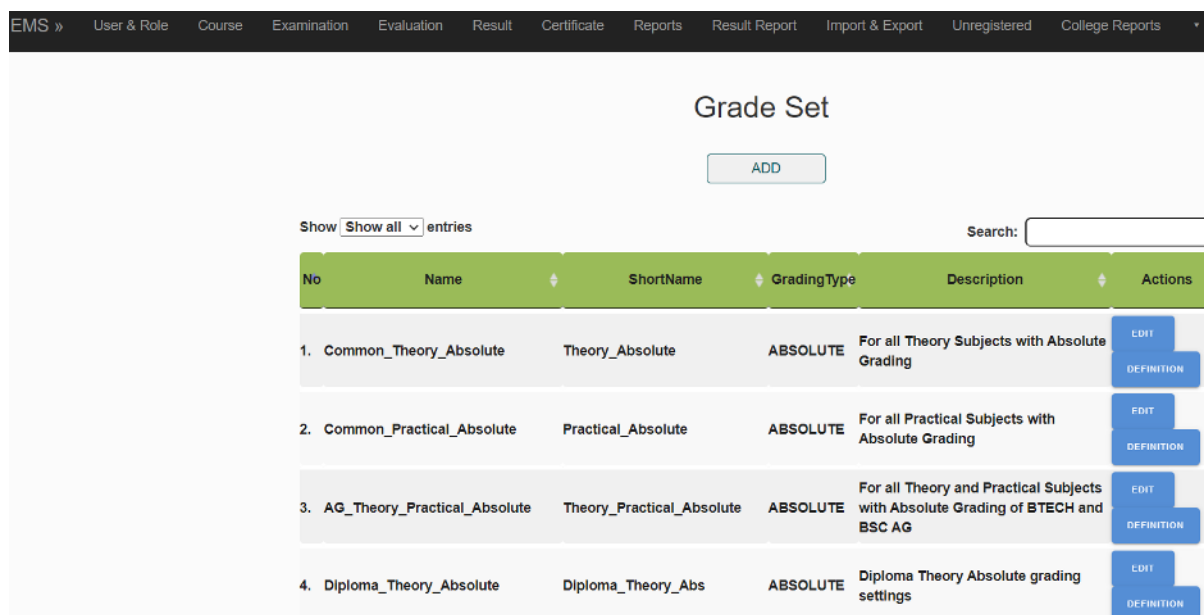 EMS » User & Role Course Examination Evaluation Result Certificate Reports Result Report Import & Export Unregistered College Reports
Grade Set
ADD
Show Show all entries
Search:
No Name ShortName GradingType Description Actions
1. Common_Theory_Absolute Theory_Absolute ABSOLUTE For all Theory Subjects with Absolute
Grading
EDIT
DEFINITION
2. Common_Practical_Absolute Practical_Absolute ABSOLUTE For all Practical Subjects with
Absolute Grading
EDIT
DEFINITION
3. AG_Theory_Practical_Absolute Theory_Practical_Absolute ABSOLUTE For all Theory and Practical Subjects
with Absolute Grading of BTECH and
BSC AG
EDIT
DEFINITION
4. Diploma_Theory_Absolute Diploma_Theory_Abs ABSOLUTE Diploma Theory Absolute grading
settings
EDIT
DEFINITION